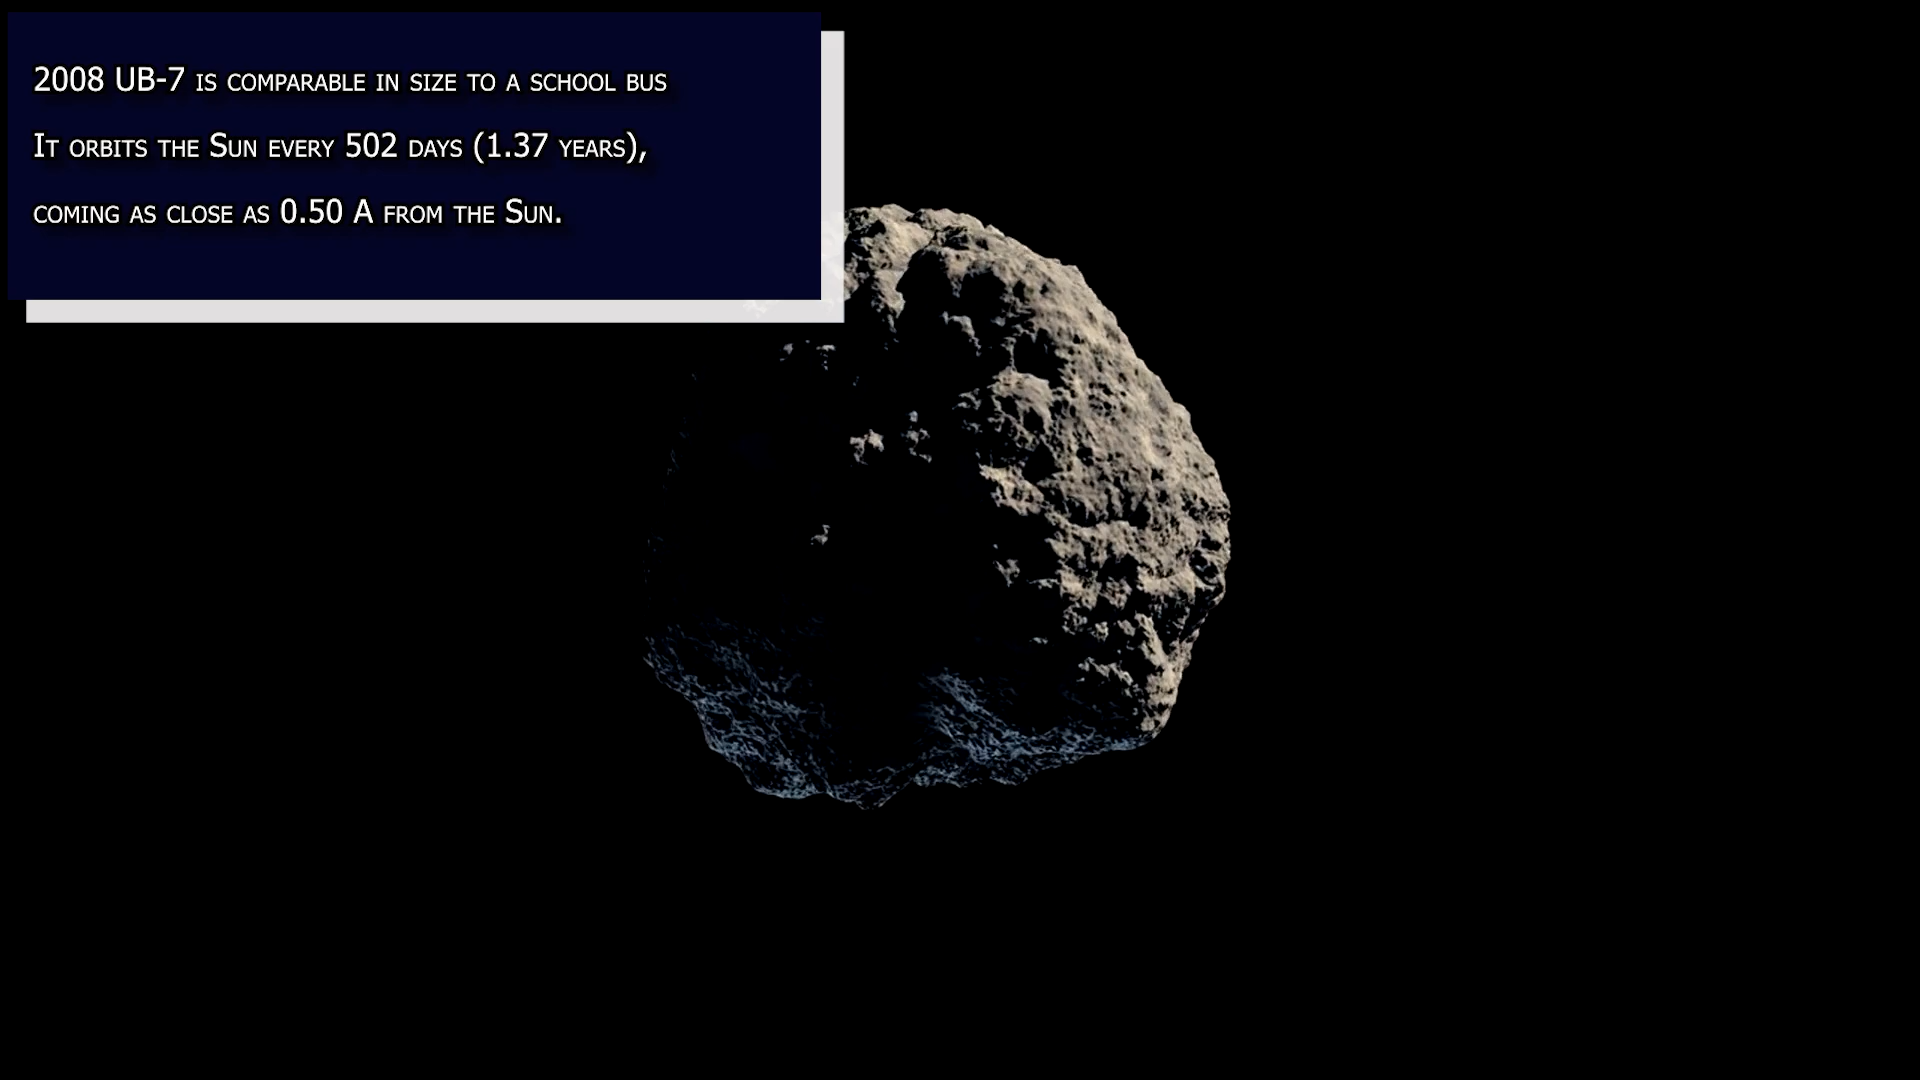 2008 UB-7 is comparable in size to a school bus
It orbits the Sun every 502 days (1.37 years),
coming as close as 0.50 A from the Sun.